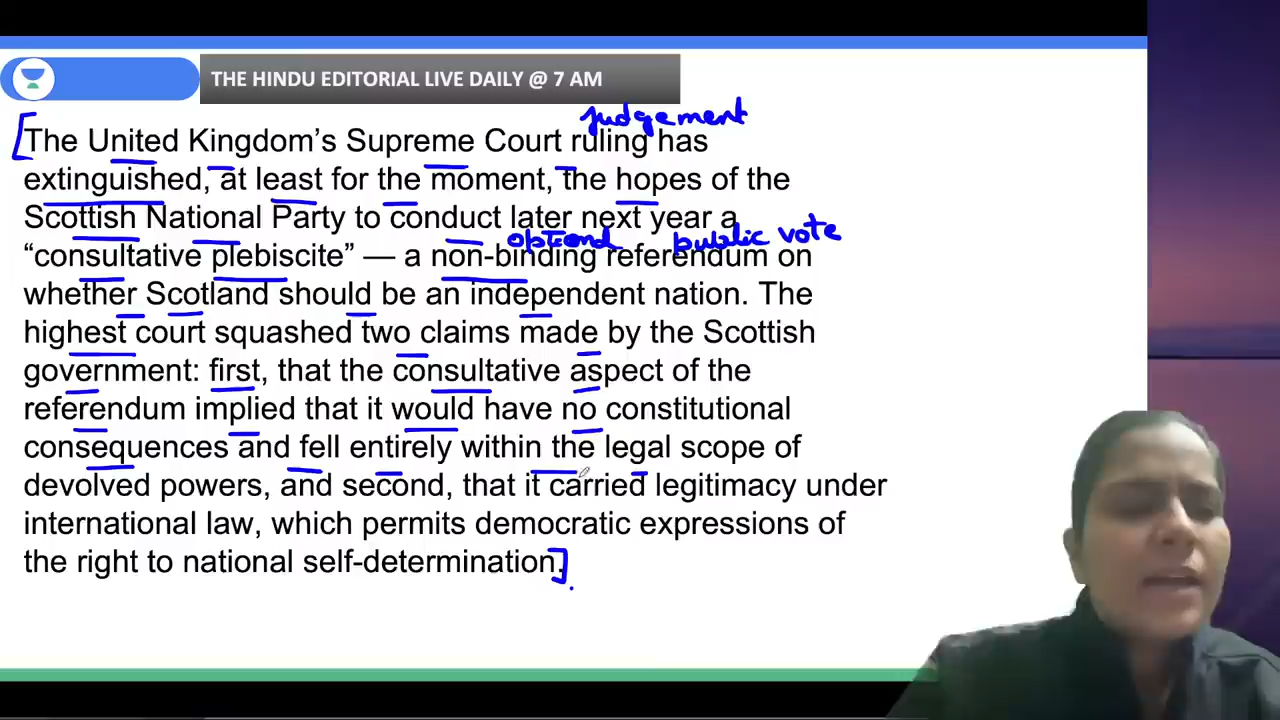 THE HINDU EDITORIAL LIVE DAILY @ 7 AM
judgement
The United Kingdom's Supreme Court ruling has
extinguished, at least for the moment, the hopes of the
Scottish National Party to conduct later next year a
optional public vote
“consultative plebiscite” — a non-binding referendum on
whether Scotland should be an independent nation. The
highest court squashed two claims made by the Scottish
government: first, that the consultative aspect of the
referendum implied that it would have no constitutional
consequences and fell entirely within the legal scope of
devolved powers, and second, that it carried legitimacy under
international law, which permits democratic expressions of
the right to national self-determination.